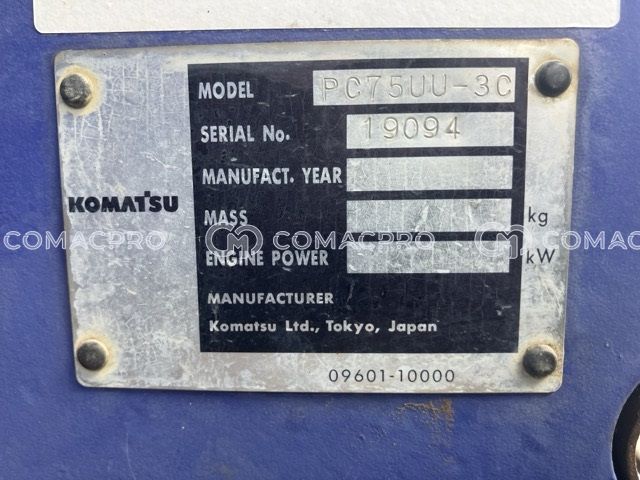 MODEL PC75UU-3C
SERIAL No. 19094
MANUFACT. YEAR
KOMATSU
MASS kg
COMACPRO COMACPRO COMACPRO
ENGINE POWER kW
MANUFACTURER
Komatsu Ltd., Tokyo, Japan
09601-10000